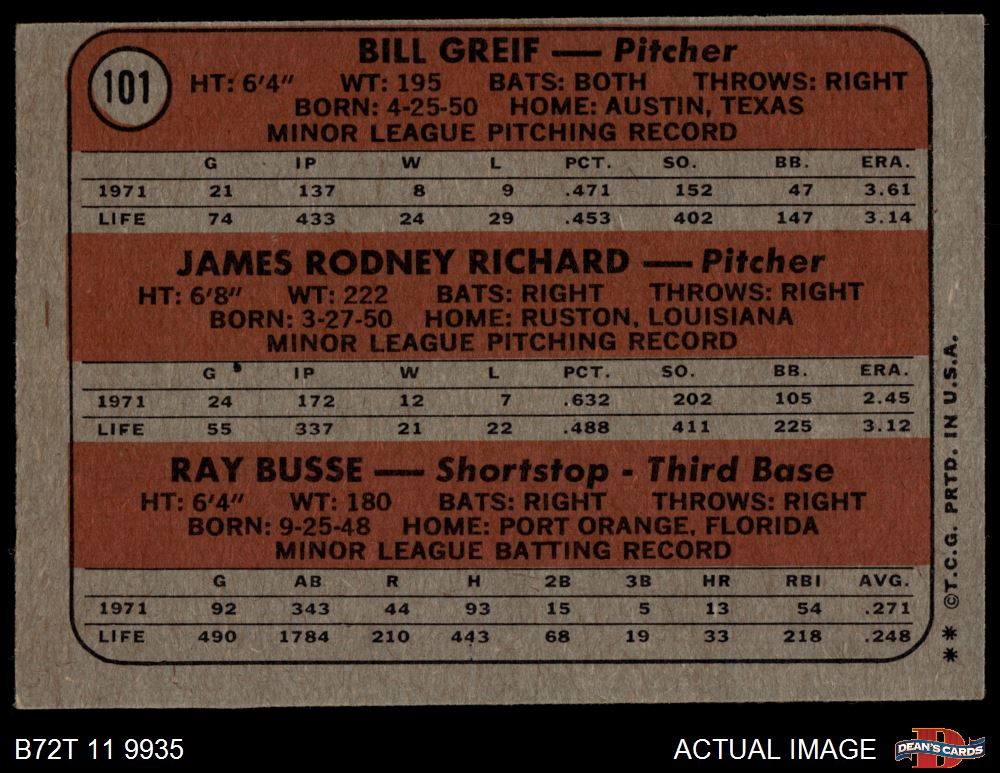 101
BILL GREIF — Pitcher
HT: 6'4" WT: 195 BATS: BOTH THROWS: RIGHT
BORN: 4-25-50 HOME: AUSTIN, TEXAS
MINOR LEAGUE PITCHING RECORD
G IP W L PCT. SO. BB. ERA.
1971 21 137 8 9 .471 152 47 3.61
LIFE 74 433 24 29 .453 402 147 3.14
JAMES RODNEY RICHARD — Pitcher
HT: 6'8" WT: 222 BATS: RIGHT THROWS: RIGHT
BORN: 3-27-50 HOME: RUSTON, LOUISIANA
MINOR LEAGUE PITCHING RECORD
G IP W L PCT. SO. BB. ERA.
1971 24 172 12 7 .632 202 105 2.45
LIFE 55 337 21 22 .488 411 225 3.12
RAY BUSSE — Shortstop - Third Base
HT: 6'4" WT: 180 BATS: RIGHT THROWS: RIGHT
BORN: 9-25-48 HOME: PORT ORANGE, FLORIDA
MINOR LEAGUE BATTING RECORD
G AB R H 2B 3B HR RBI AVG.
1971 92 343 44 93 15 5 13 54 .271
LIFE 490 1784 210 443 68 19 33 218 .248
** ©T.C.G. PRTD. IN U.S.A.
B72T 11 9935
ACTUAL IMAGE
D
DEAN'S CARDS